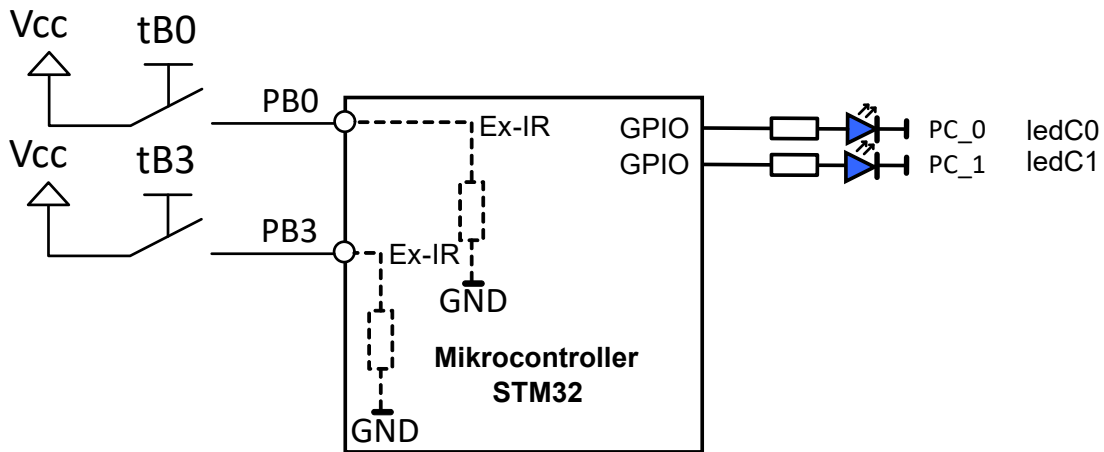 Vcc tB0
PB0
Ex-IR
GPIO PC_0 ledC0
Vcc tB3
GPIO PC_1 ledC1
PB3
Ex-IR
GND
Mikrocontroller
STM32
GND